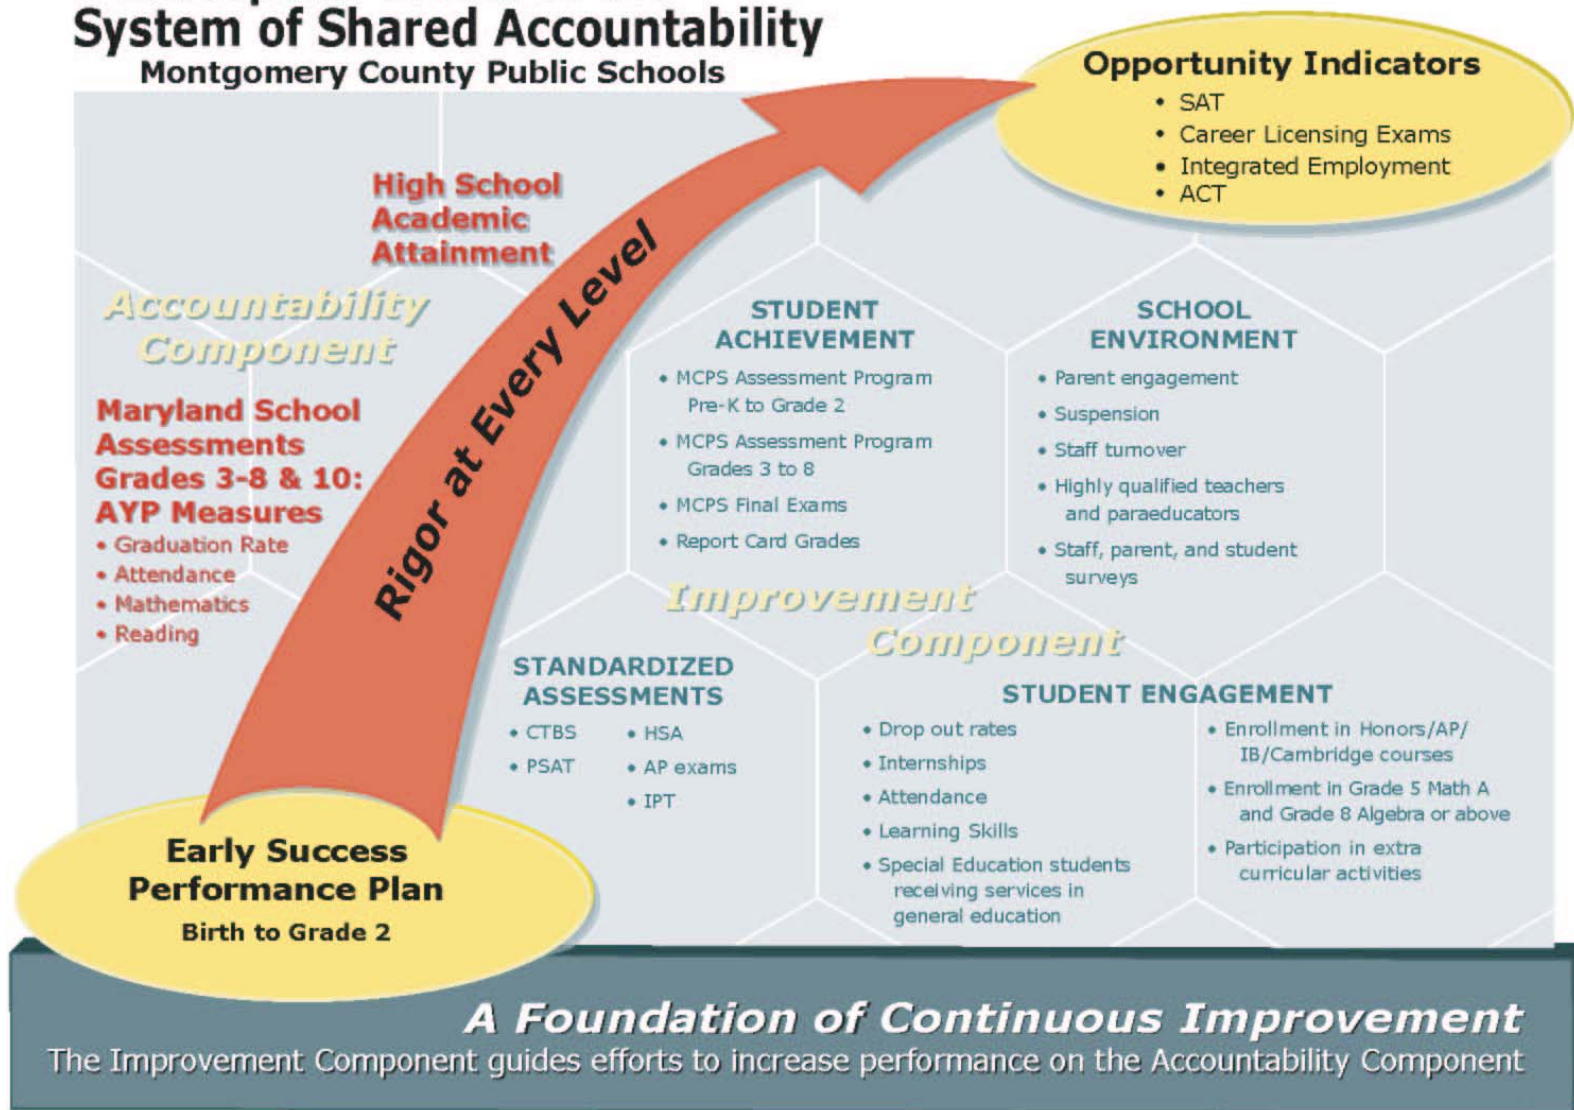 System of Shared Accountability
Montgomery County Public Schools
Opportunity Indicators
• SAT
• Career Licensing Exams
• Integrated Employment
• ACT
High School
Academic
Attainment
Rigor at Every Level
Accountability
Component
Maryland School
Assessments
Grades 3-8 & 10:
AYP Measures
• Graduation Rate
• Attendance
• Mathematics
• Reading
STUDENT
ACHIEVEMENT
• MCPS Assessment Program
Pre-K to Grade 2
• MCPS Assessment Program
Grades 3 to 8
• MCPS Final Exams
• Report Card Grades
SCHOOL
ENVIRONMENT
• Parent engagement
• Suspension
• Staff turnover
• Highly qualified teachers
and paraeducators
• Staff, parent, and student
surveys
Improvement
Component
STANDARDIZED
ASSESSMENTS
• CTBS
• PSAT
• HSA
• AP exams
• IPT
STUDENT ENGAGEMENT
• Drop out rates
• Internships
• Attendance
• Learning Skills
• Special Education students
receiving services in
general education
• Enrollment in Honors/AP/
IB/Cambridge courses
• Enrollment in Grade 5 Math A
and Grade 8 Algebra or above
• Participation in extra
curricular activities
Early Success
Performance Plan
Birth to Grade 2
A Foundation of Continuous Improvement
The Improvement Component guides efforts to increase performance on the Accountability Component